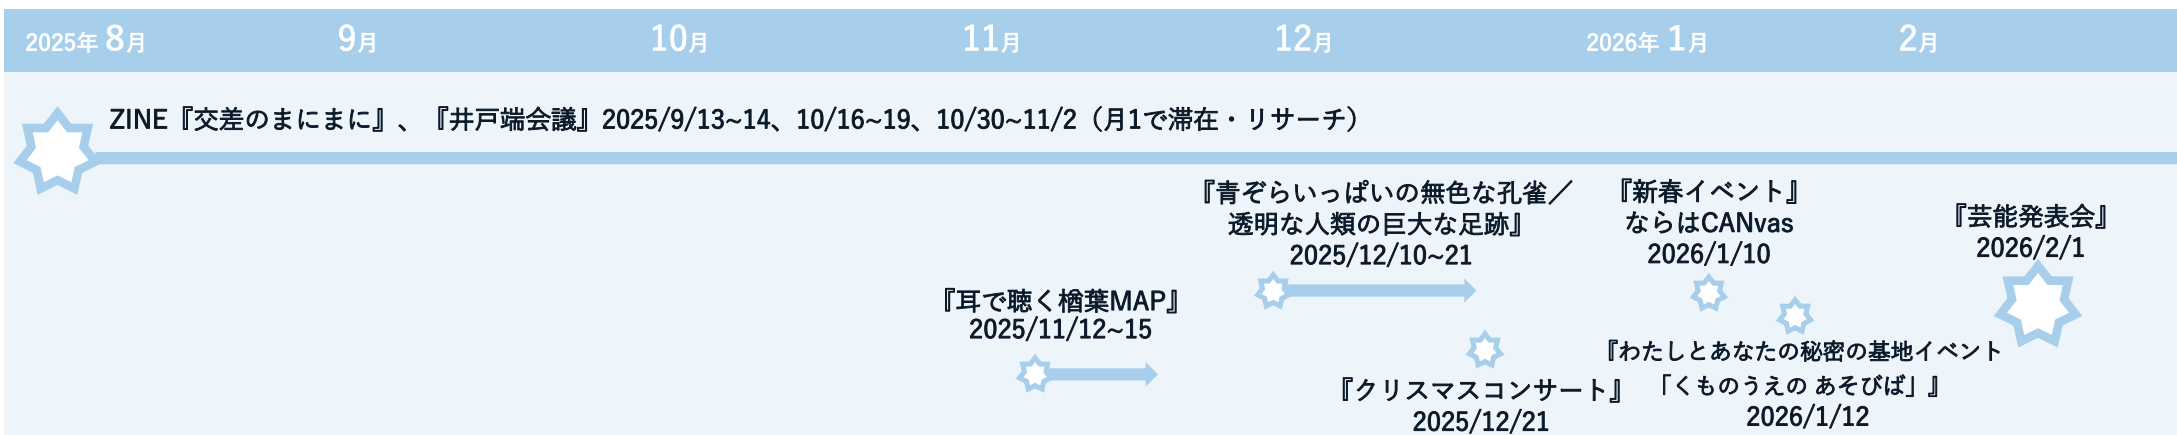 2025年 8月
9月
10月
11月
12月
2026年 1月
2月
ZINE『交差のまにまに』、『井戸端会議』2025/9/13~14、10/16~19、10/30~11/2（月1で滞在・リサーチ）
『青ぞらいっぱいの無色な孔雀／
透明な人類の巨大な足跡』
2025/12/10~21
『新春イベント』
ならはCANvas
2026/1/10
『芸能発表会』
2026/2/1
『耳で聴く楢葉MAP』
2025/11/12~15
『クリスマスコンサート』
2025/12/21
『わたしとあなたの秘密の基地イベント
「くものうえの あそびば」』
2026/1/12